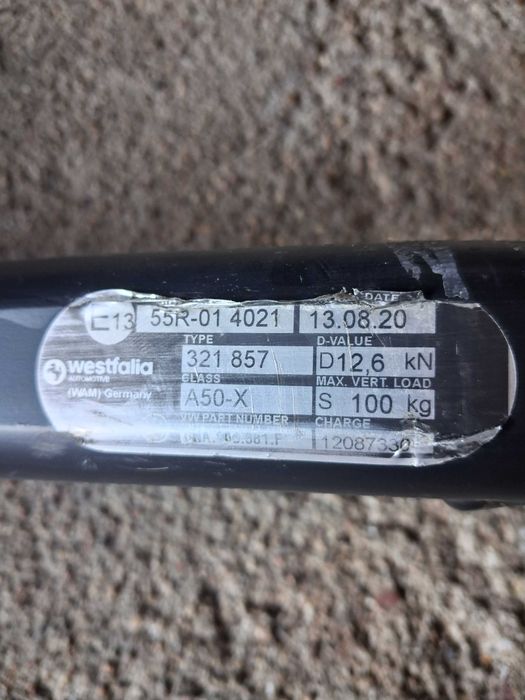 DATE
E13 55R-01 4021 13.08.20
TYPE D-VALUE
westfalia 321 857 D12,6 kN
AUTOMOTIVE CLASS MAX. VERT. LOAD
(WAM) Germany A50-X S 100 kg
VW PART NUMBER CHARGE
12087330